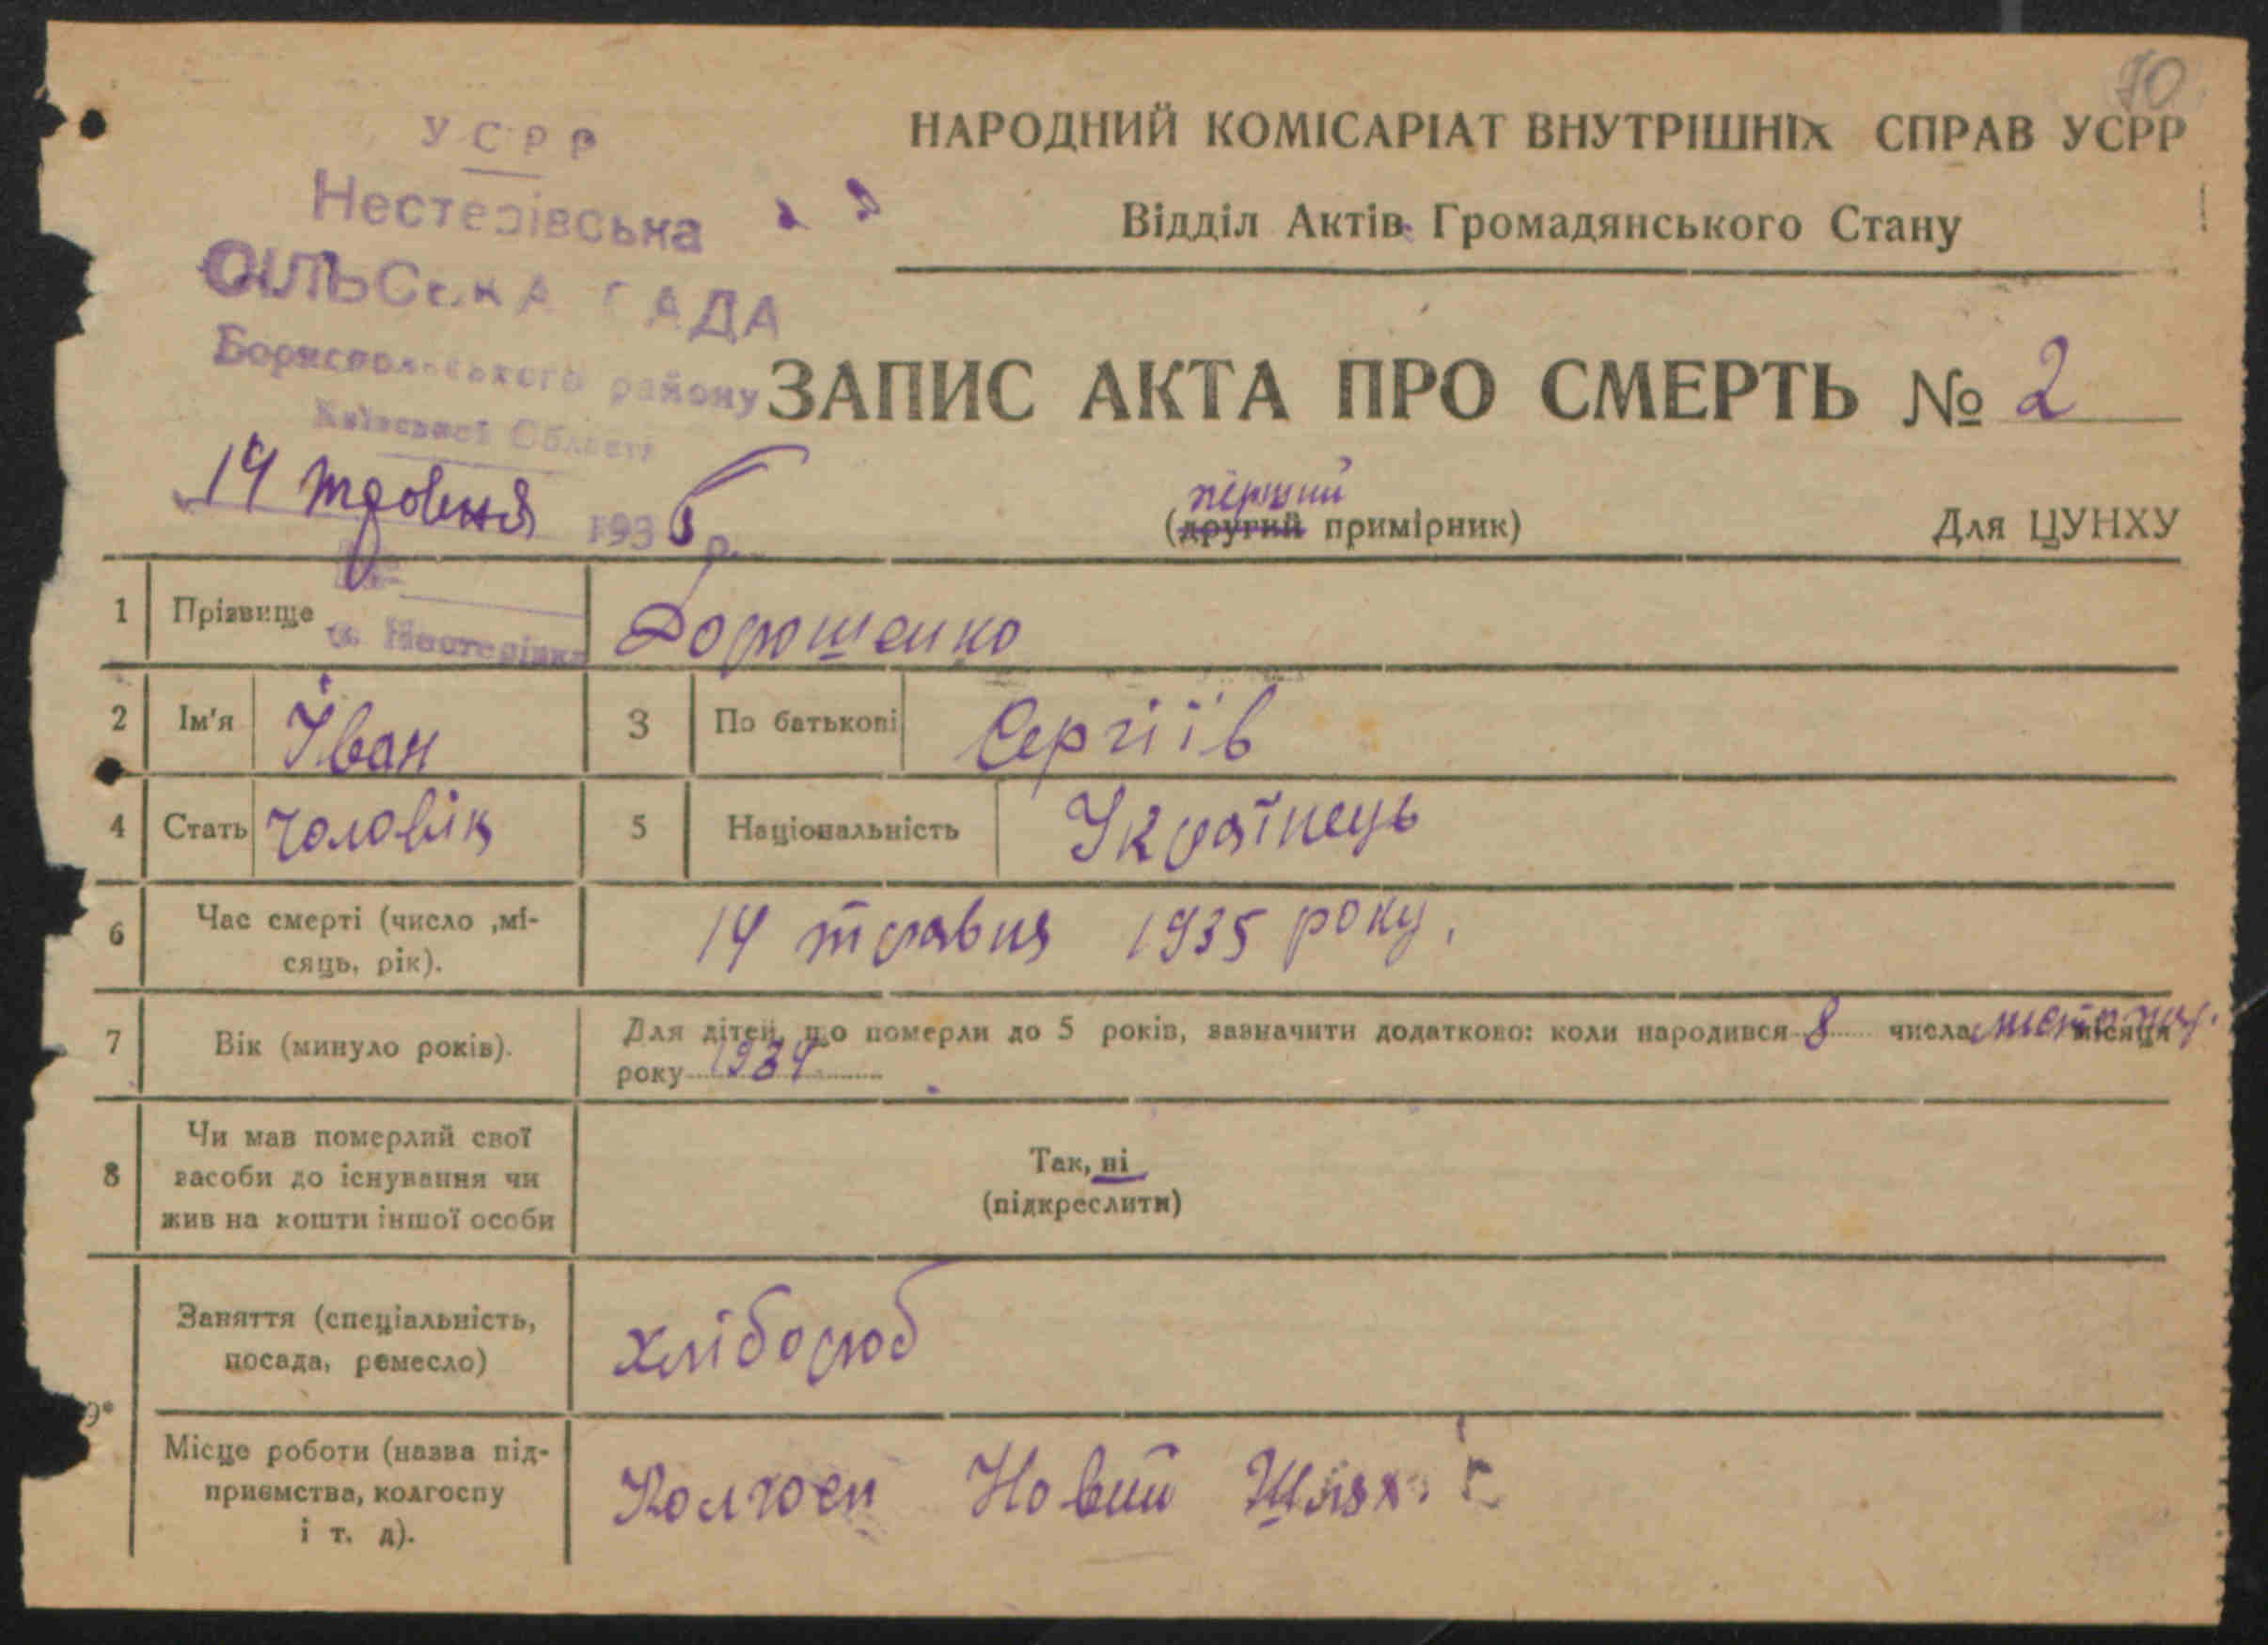 70
УСРР
Нестерівська
СІЛЬСЬКА РАДА
Бориспольського району
Київської Області
НАРОДНИЙ КОМІСАРІАТ ВНУТРІШНІХ СПРАВ УСРР
Відділ Актів Громадянського Стану
ЗАПИС АКТА ПРО СМЕРТЬ № 2
193 р.
перший
(другий примірник) Для ЦУНХУ
с. Нестерівка
1 Прізвище Дорошенко
2 Ім'я Іван 3 По батькові Сергіїв
4 Стать чоловік 5 Національність Українець
6 Час смерті (число ,мі-
сяць, рік). 14 травня 1935 року.
7 Вік (минуло років). Для дітей, що померли до 5 років, зазначити додатково: коли народився 8 числа місяця
року 1934
8 Чи мав померлий свої
засоби до існування чи
жив на кошти іншої особи
Так, ні
(підкреслити)
9*
Заняття (спеціальність,
посада, ремесло) хлібороб
Місце роботи (назва під-
приємства, колгоспу
і т. д). Колгосп Новий Шлях.